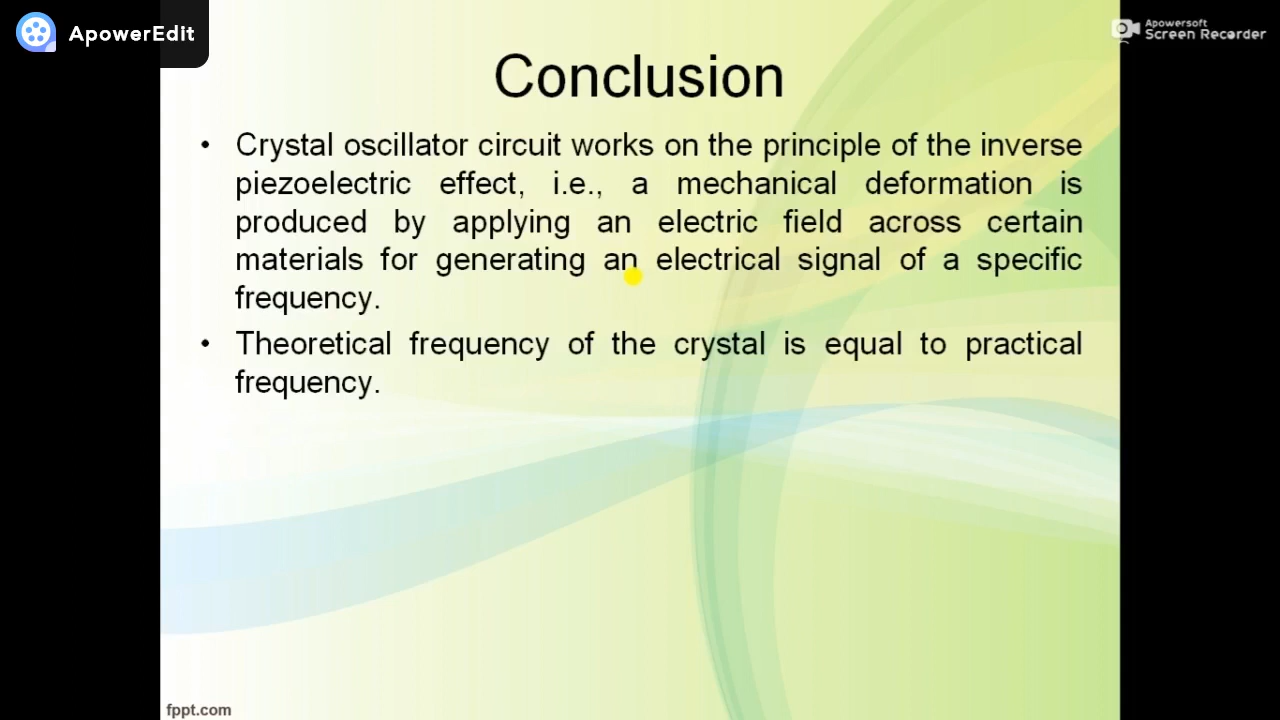 ApowerEdit
Apowersoft
Screen Recorder
Conclusion
• Crystal oscillator circuit works on the principle of the inverse
piezoelectric effect, i.e., a mechanical deformation is
produced by applying an electric field across certain
materials for generating an electrical signal of a specific
frequency.
• Theoretical frequency of the crystal is equal to practical
frequency.
fppt.com